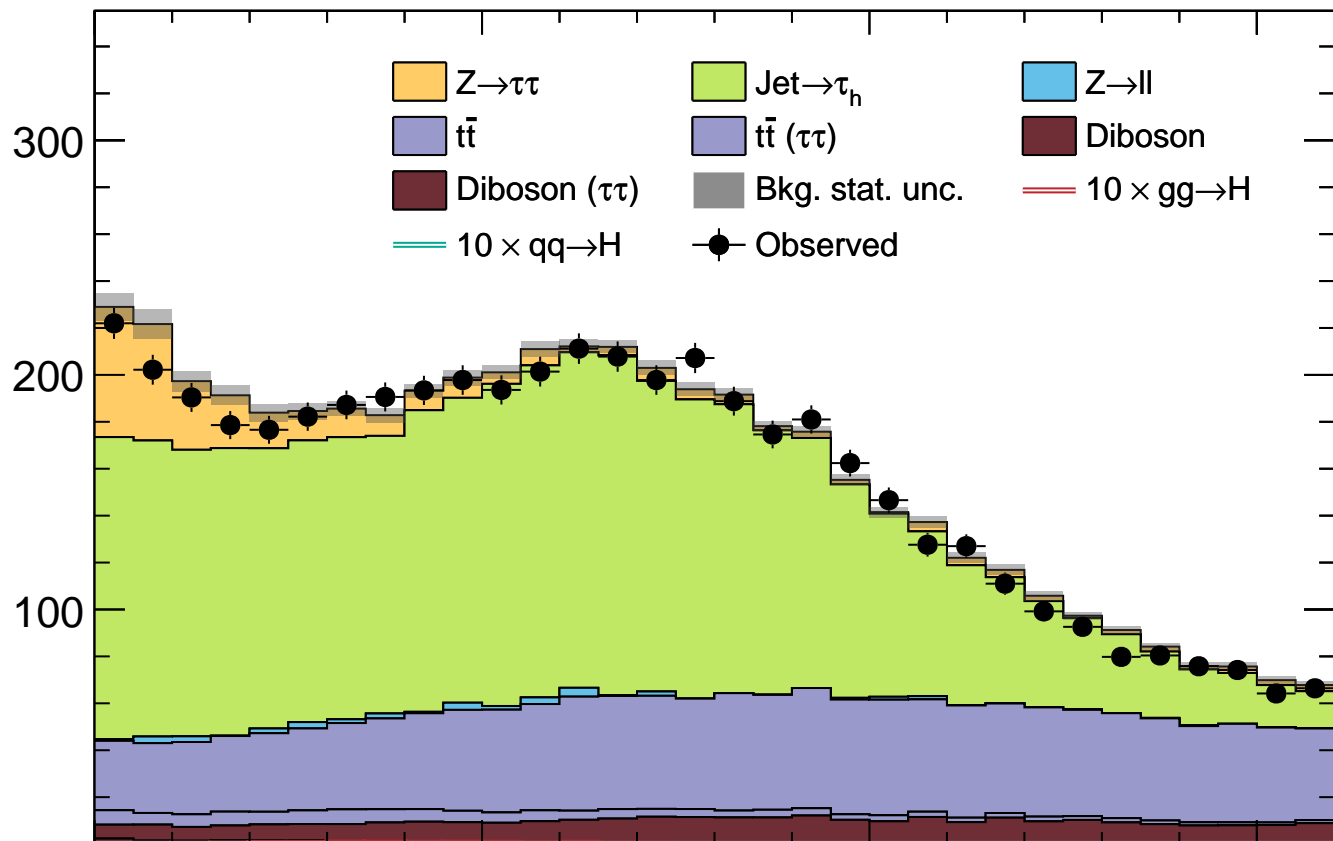 Z→ττ Jet→τₕ Z→ll
300 tt̄ tt̄ (ττ) Diboson
Diboson (ττ) Bkg. stat. unc. 10 × gg→H
10 × qq→H Observed
200
100